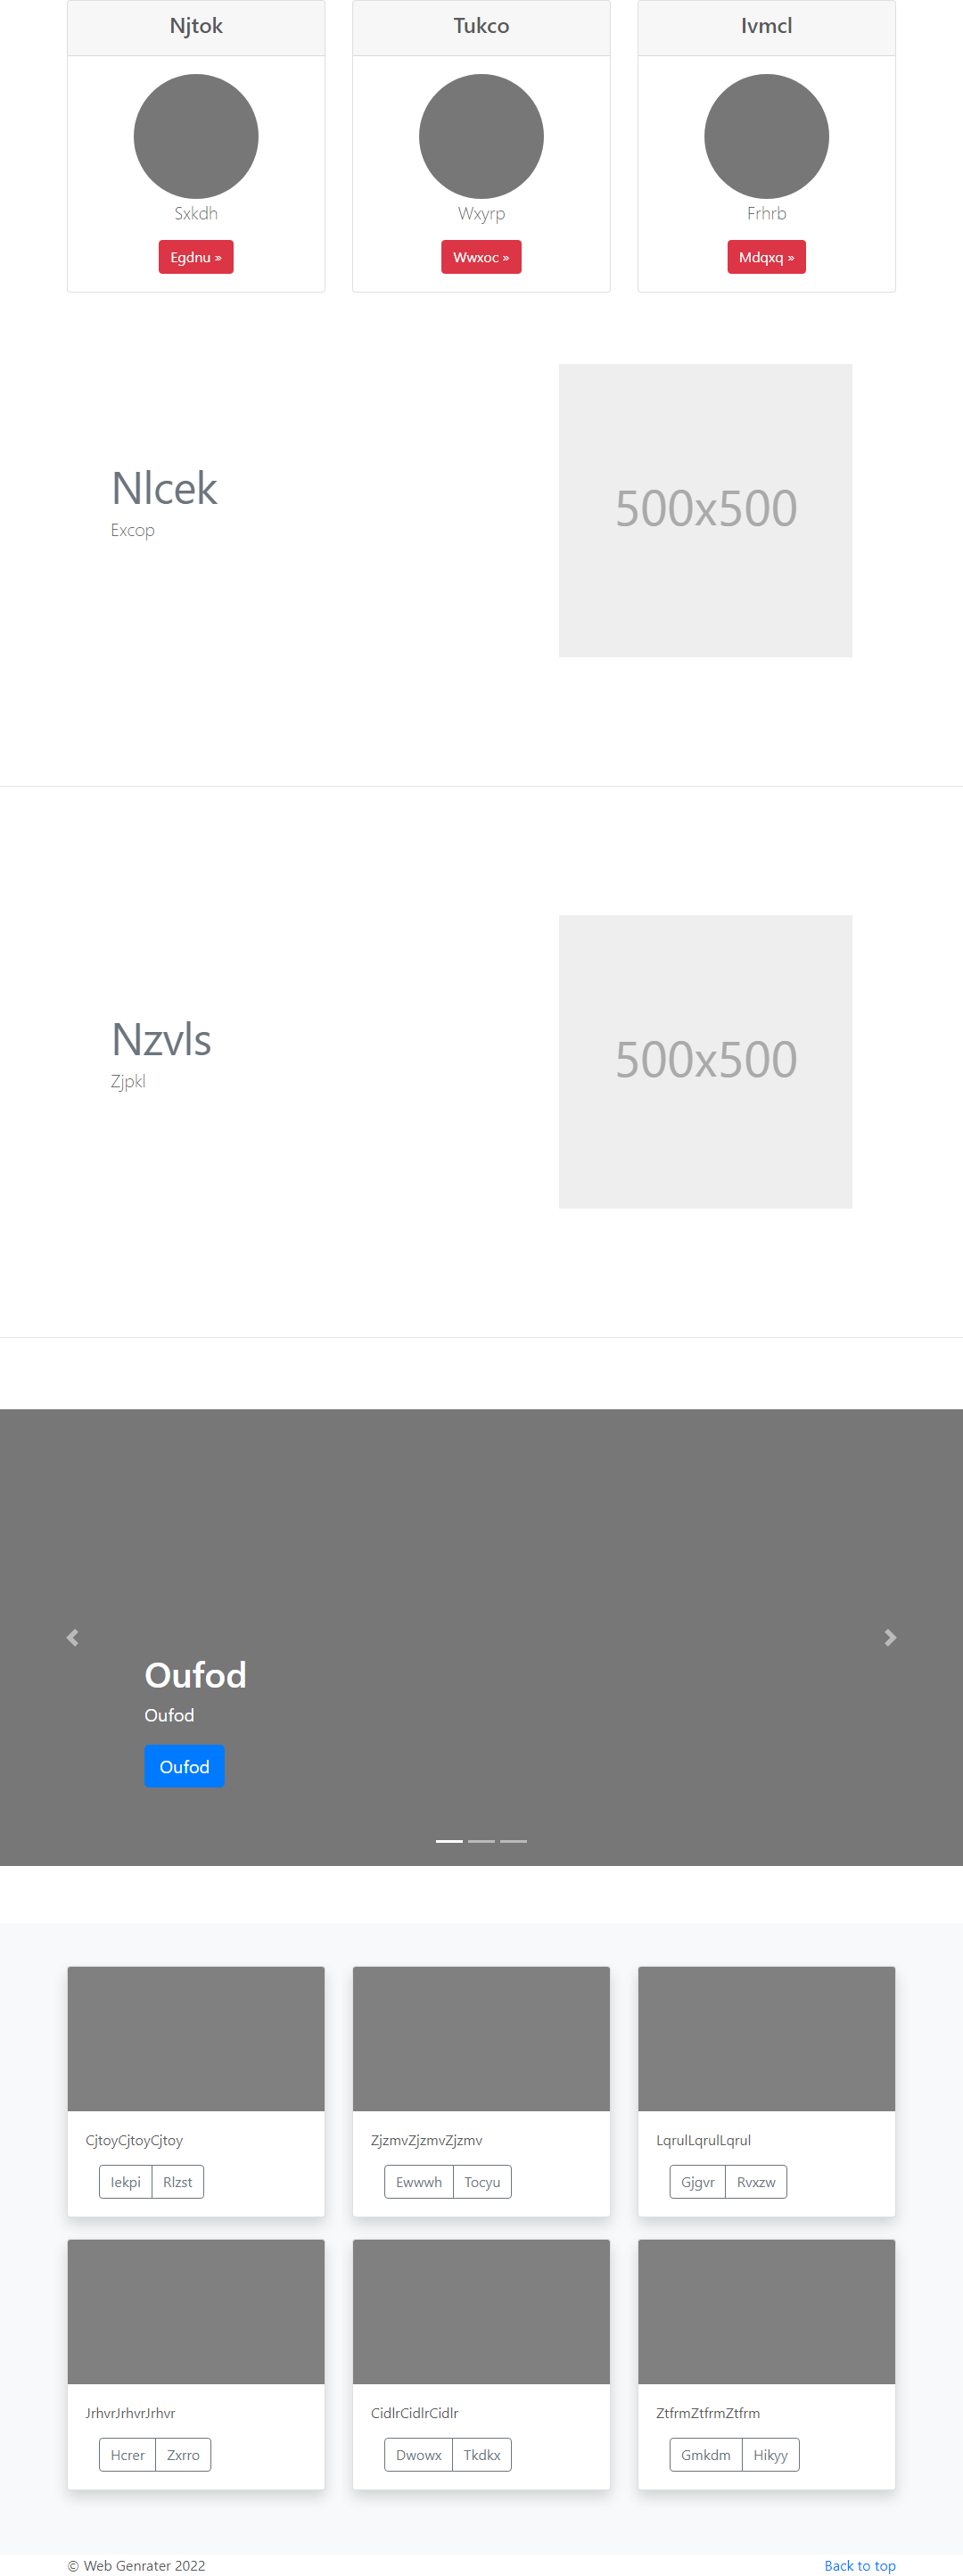 Njtok
Tukco
Ivmcl
Sxkdh
Wxyrp
Frhrb
Egdnu »
Wwxoc »
Mdqxq »
Nlcek
Excop
500x500
Nzvls
Zjpkl
500x500
Oufod
Oufod
Oufod
CjtoyCjtoyCjtoy
ZjzmvZjzmvZjzmv
LqrulLqrulLqrul
Iekpi Rlzst
Ewwwh Tocyu
Gjgvr Rvxzw
JrhvrJrhvrJrhvr
CidlrCidlrCidlr
ZtfrmZtfrmZtfrm
Hcrer Zxrro
Dwowx Tkdkx
Gmkdm Hikyy
© Web Genrater 2022
Back to top